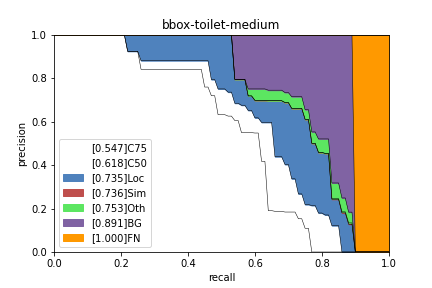 bbox-toilet-medium
1.0
0.8
0.6
0.4
0.2
0.0
precision
[0.547]C75
[0.618]C50
[0.735]Loc
[0.736]Sim
[0.753]Oth
[0.891]BG
[1.000]FN
0.0 0.2 0.4 0.6 0.8 1.0
recall